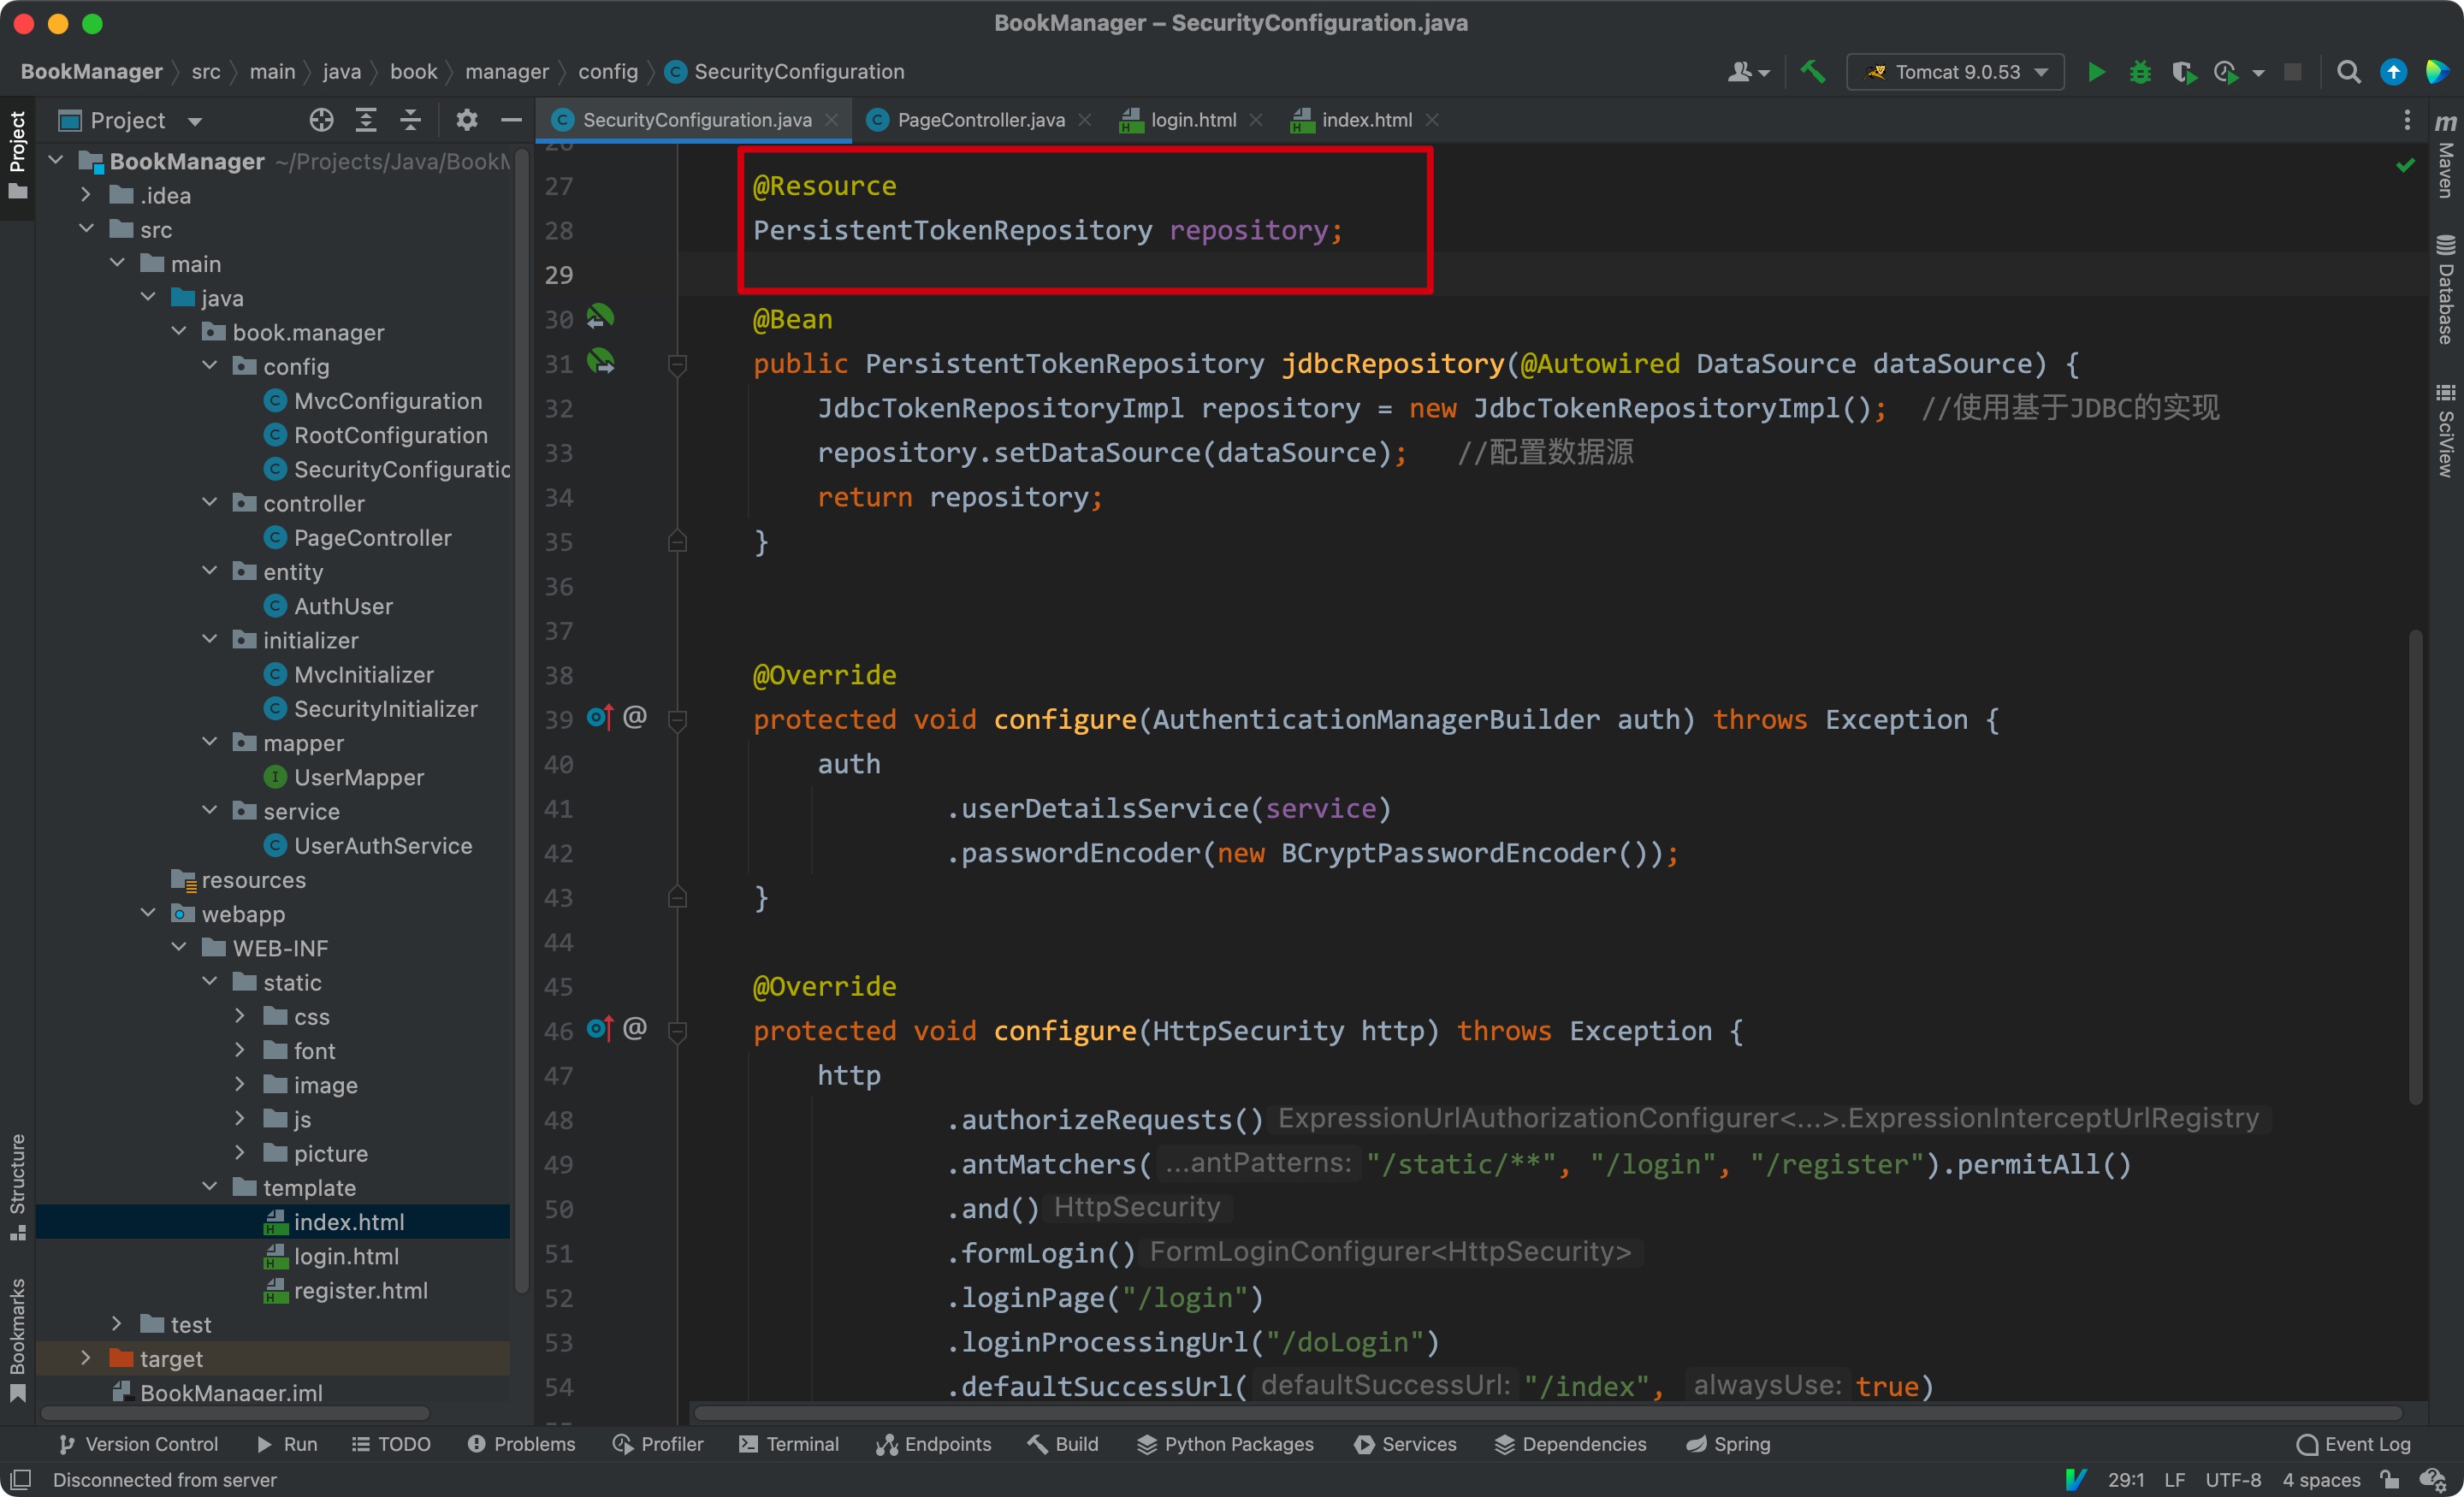 BookManager – SecurityConfiguration.java
BookManager src main java book manager config SecurityConfiguration
Tomcat 9.0.53
Project
SecurityConfiguration.java
PageController.java
login.html
index.html
Project
Structure
Bookmarks
BookManager ~/Projects/Java/Book
.idea
src
main
java
book.manager
config
MvcConfiguration
RootConfiguration
SecurityConfiguratic
controller
PageController
entity
AuthUser
initializer
MvcInitializer
SecurityInitializer
mapper
UserMapper
service
UserAuthService
resources
webapp
WEB-INF
static
css
font
image
js
picture
template
index.html
login.html
register.html
test
target
BookManager.iml
27 @Resource
28 PersistentTokenRepository repository;
29
30 @Bean
31 public PersistentTokenRepository jdbcRepository(@Autowired DataSource dataSource) {
32 JdbcTokenRepositoryImpl repository = new JdbcTokenRepositoryImpl(); //使用基于JDBC的实现
33 repository.setDataSource(dataSource); //配置数据源
34 return repository;
35 }
36
37
38 @Override
39 @ protected void configure(AuthenticationManagerBuilder auth) throws Exception {
40 auth
41 .userDetailsService(service)
42 .passwordEncoder(new BCryptPasswordEncoder());
43 }
44
45 @Override
46 @ protected void configure(HttpSecurity http) throws Exception {
47 http
48 .authorizeRequests() ExpressionUrlAuthorizationConfigurer<...>.ExpressionInterceptUrlRegistry
49 .antMatchers( ...antPatterns: "/static/**", "/login", "/register").permitAll()
50 .and() HttpSecurity
51 .formLogin() FormLoginConfigurer<HttpSecurity>
52 .loginPage("/login")
53 .loginProcessingUrl("/doLogin")
54 .defaultSuccessUrl( defaultSuccessUrl: "/index", alwaysUse: true)
m Maven
Database
SciView
Version Control Run TODO Problems Profiler Terminal Endpoints Build Python Packages Services Dependencies Spring Event Log
Disconnected from server 29:1 LF UTF-8 4 spaces